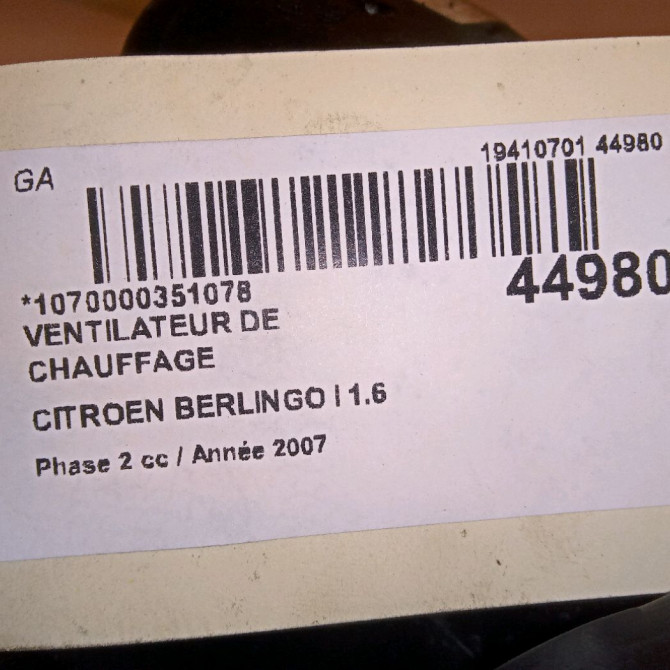 GA
19410701 44980
*1070000351078
44980
VENTILATEUR DE
CHAUFFAGE
CITROEN BERLINGO I 1.6
Phase 2 cc / Année 2007